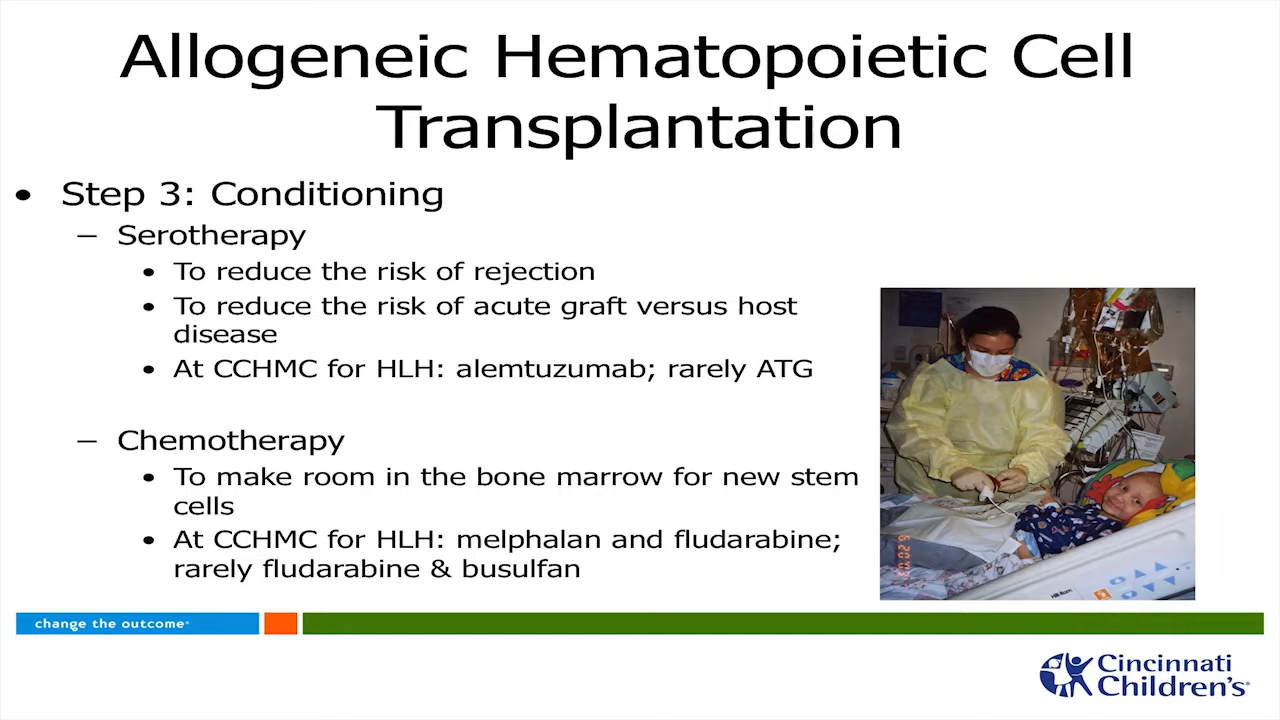 Allogeneic Hematopoietic Cell
Transplantation
• Step 3: Conditioning
– Serotherapy
• To reduce the risk of rejection
• To reduce the risk of acute graft versus host
disease
• At CCHMC for HLH: alemtuzumab; rarely ATG
– Chemotherapy
• To make room in the bone marrow for new stem
cells
• At CCHMC for HLH: melphalan and fludarabine;
rarely fludarabine & busulfan
change the outcome®
Cincinnati
Children's®